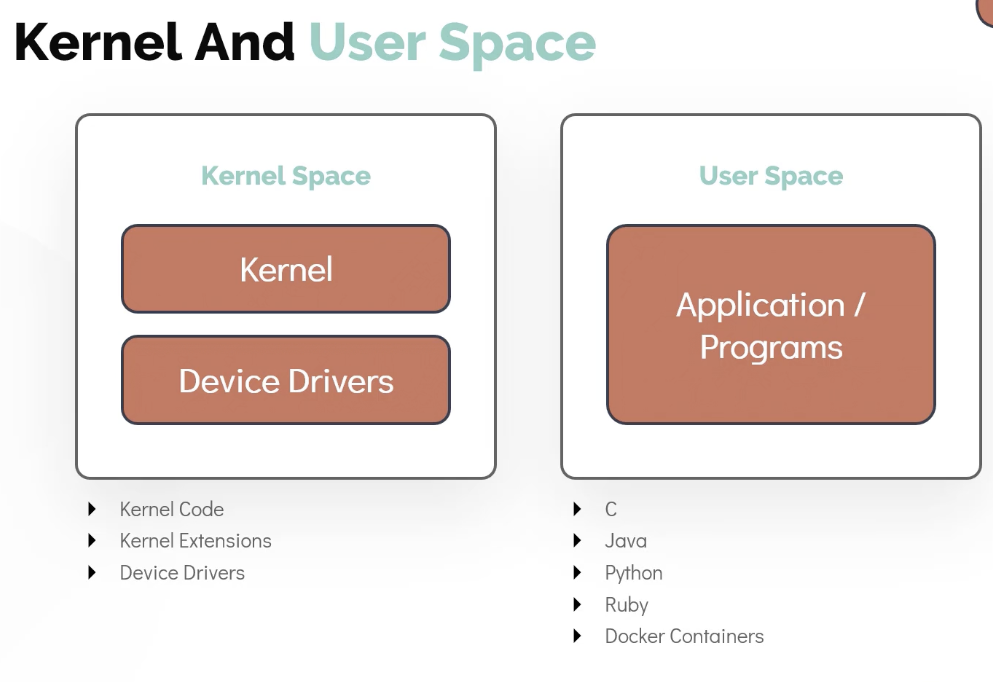 Kernel And User Space
Kernel Space
Kernel
Device Drivers
Kernel Code
Kernel Extensions
Device Drivers
User Space
Application /
Programs
C
Java
Python
Ruby
Docker Containers